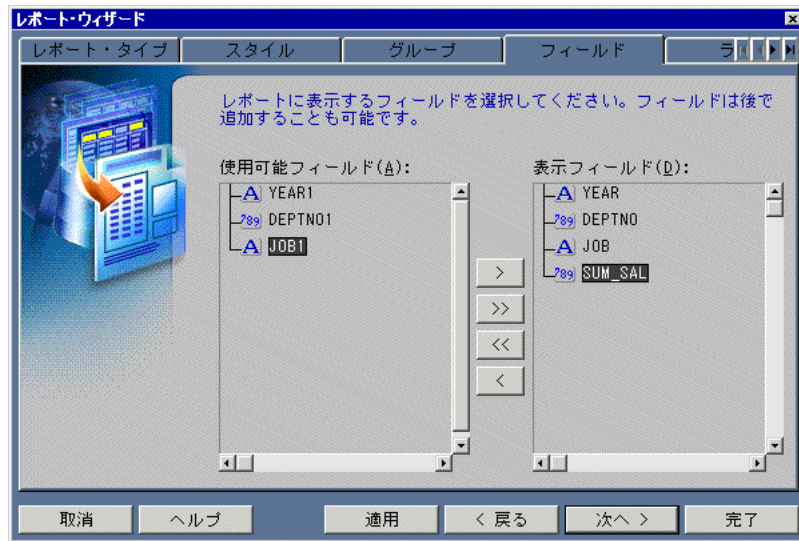 レポート・ウィザード
レポート・タイプ
スタイル
グループ
フィールド
ラ
レポートに表示するフィールドを選択してください。フィールドは後で
追加することも可能です。
使用可能フィールド(A):
YEAR1
DEPTNO1
JOB1
表示フィールド(D):
YEAR
DEPTNO
JOB
SUM_SAL
>
>>
<<
<
取消
ヘルプ
適用
< 戻る
次へ >
完了